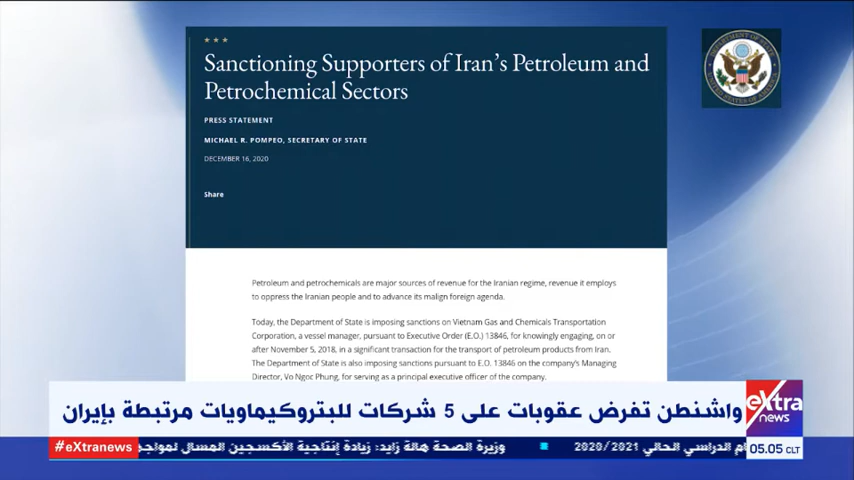 Sanctioning Supporters of Iran's Petroleum and
Petrochemical Sectors
PRESS STATEMENT
MICHAEL R. POMPEO, SECRETARY OF STATE
DECEMBER 16, 2020
Share
Petroleum and petrochemicals are major sources of revenue for the Iranian regime, revenue it employs
to oppress the Iranian people and to advance its malign foreign agenda.
Today, the Department of State is imposing sanctions on Vietnam Gas and Chemicals Transportation
Corporation, a vessel manager, pursuant to Executive Order (E.O.) 13846, for knowingly engaging, on or
after November 5, 2018, in a significant transaction for the transport of petroleum products from Iran.
The Department of State is also imposing sanctions pursuant to E.O. 13846 on the company's Managing
Director, Vo Ngoc Phung, for serving as a principal executive officer of the company.
واشنطن تفرض عقوبات على 5 شركات للبتروكيماويات مرتبطة بإيران
eXtra
news
الدراسي الحالي 2020/2021
وزيرة الصحة هالة زايد: زيادة إنتاجية الأكسجين المسال
#eXtranews
05.05 CLT